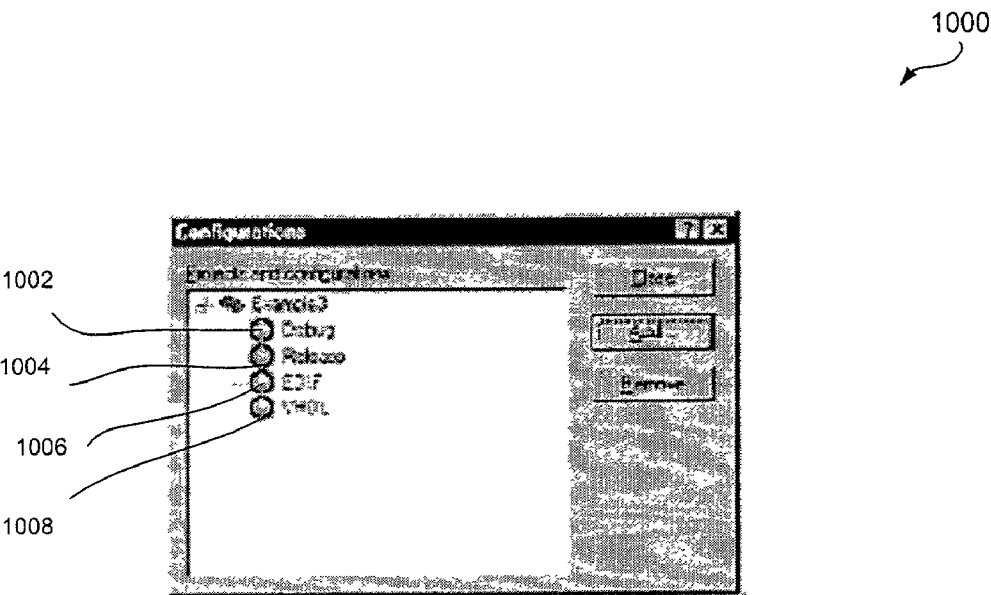 1000
Configurations
Projects and configurations:
1002
Close
Example3
Debug
Add...
Release
1004
EDIF
Remove
VHDL
1006
1008